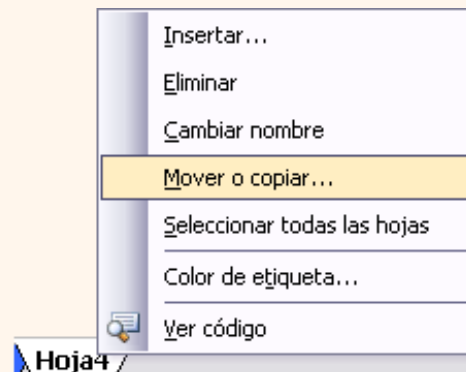 Insertar...
Eliminar
Cambiar nombre
Mover o copiar...
Seleccionar todas las hojas
Color de etiqueta...
Ver código
Hoja4